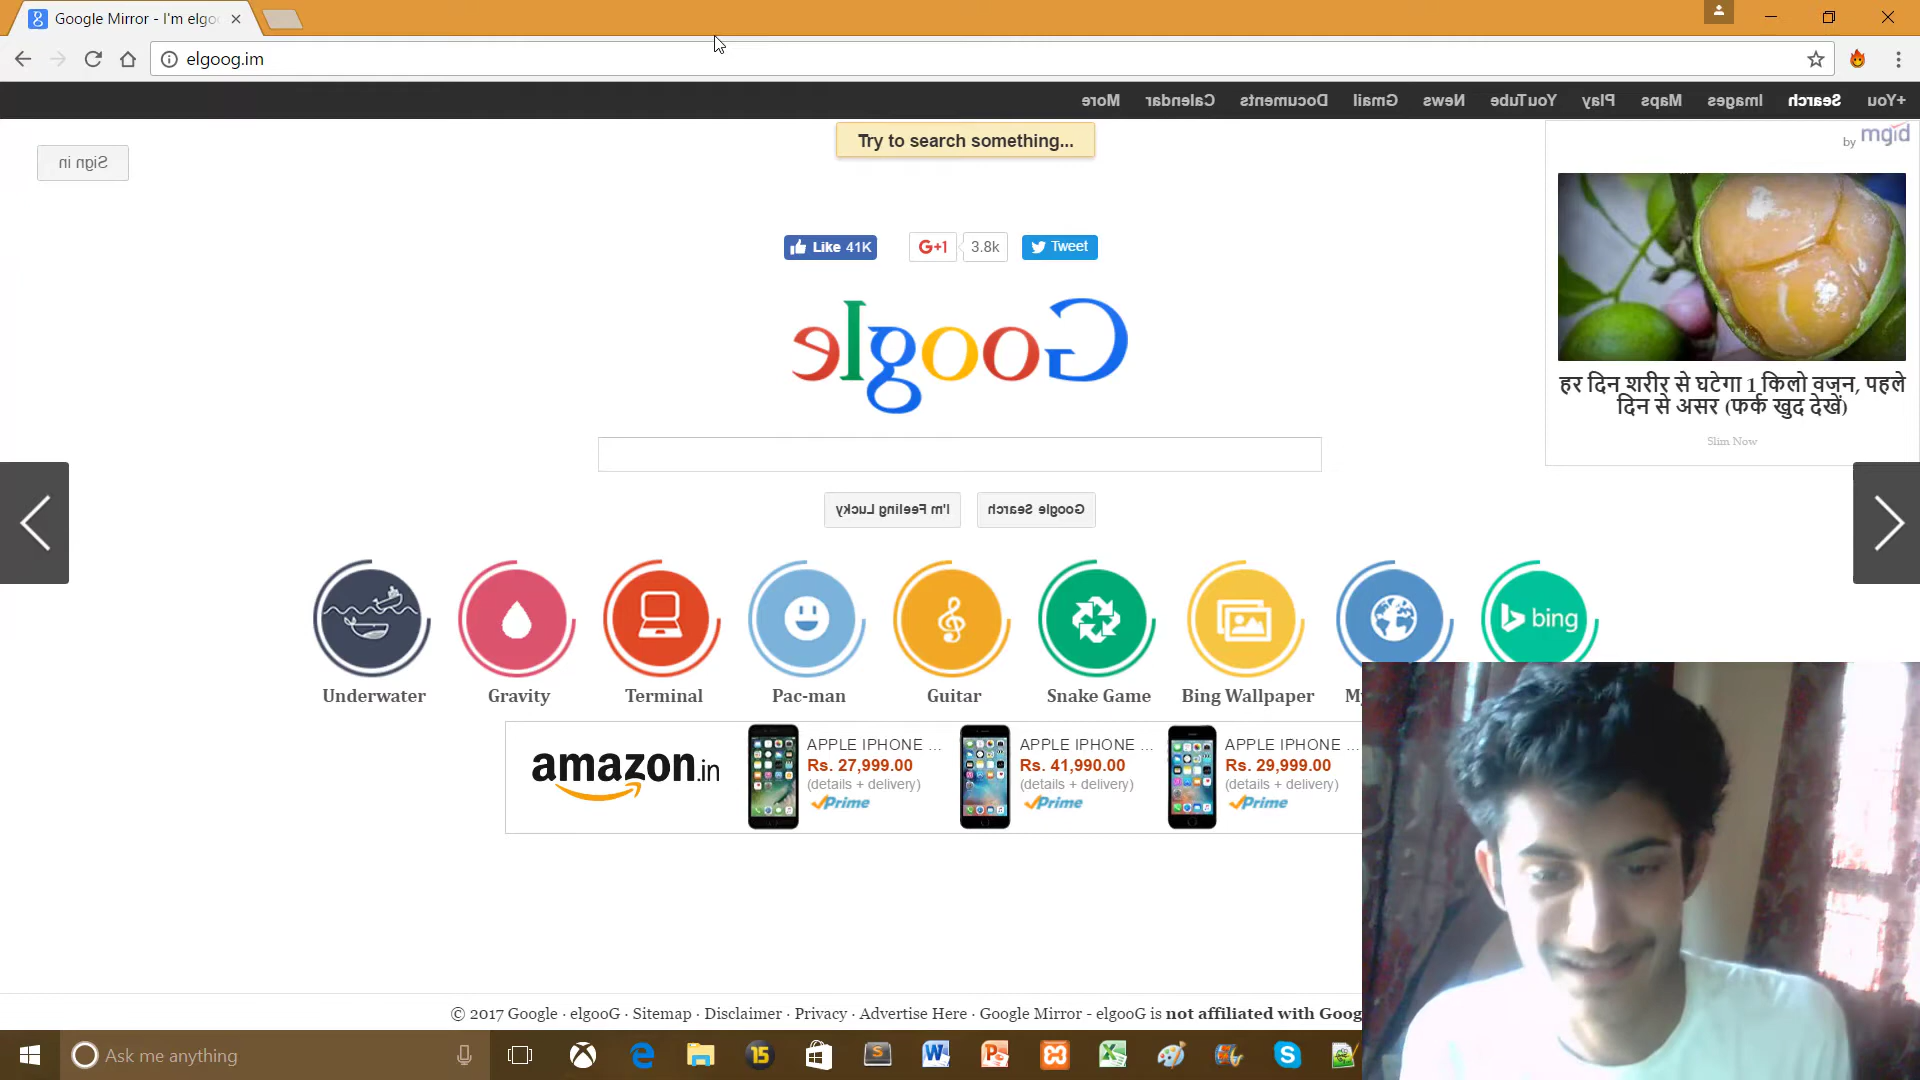 Google Mirror - I'm elgo
elgoog.im
More Calendar Documents Gmail News YouTube Play Maps Images Search +You
Try to search something...
by mgid
Sign in
Like 41K
G+1 3.8k
Tweet
Google
हर दिन शरीर से घटेगा 1 किलो वजन, पहले
दिन से असर (फर्क खुद देखें)
Slim Now
I'm Feeling Lucky
Google Search
bing
Underwater
Gravity
Terminal
Pac-man
Guitar
Snake Game
Bing Wallpaper
My
amazon.in
APPLE IPHONE ...
Rs. 27,999.00
(details + delivery)
Prime
APPLE IPHONE ...
Rs. 41,990.00
(details + delivery)
Prime
APPLE IPHONE ...
Rs. 29,999.00
(details + delivery)
Prime
© 2017 Google · elgooG · Sitemap · Disclaimer · Privacy · Advertise Here · Google Mirror - elgooG is not affiliated with Goog
Ask me anything
15